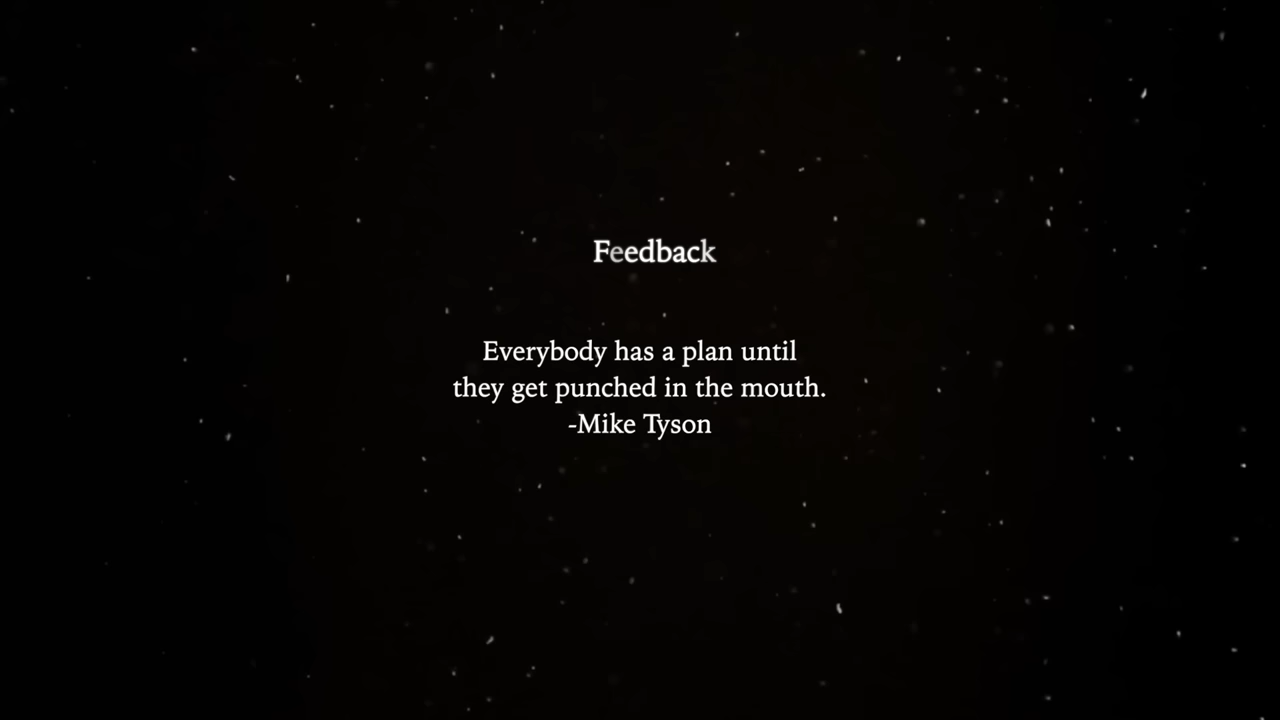 Feedback
Everybody has a plan until
they get punched in the mouth.
-Mike Tyson